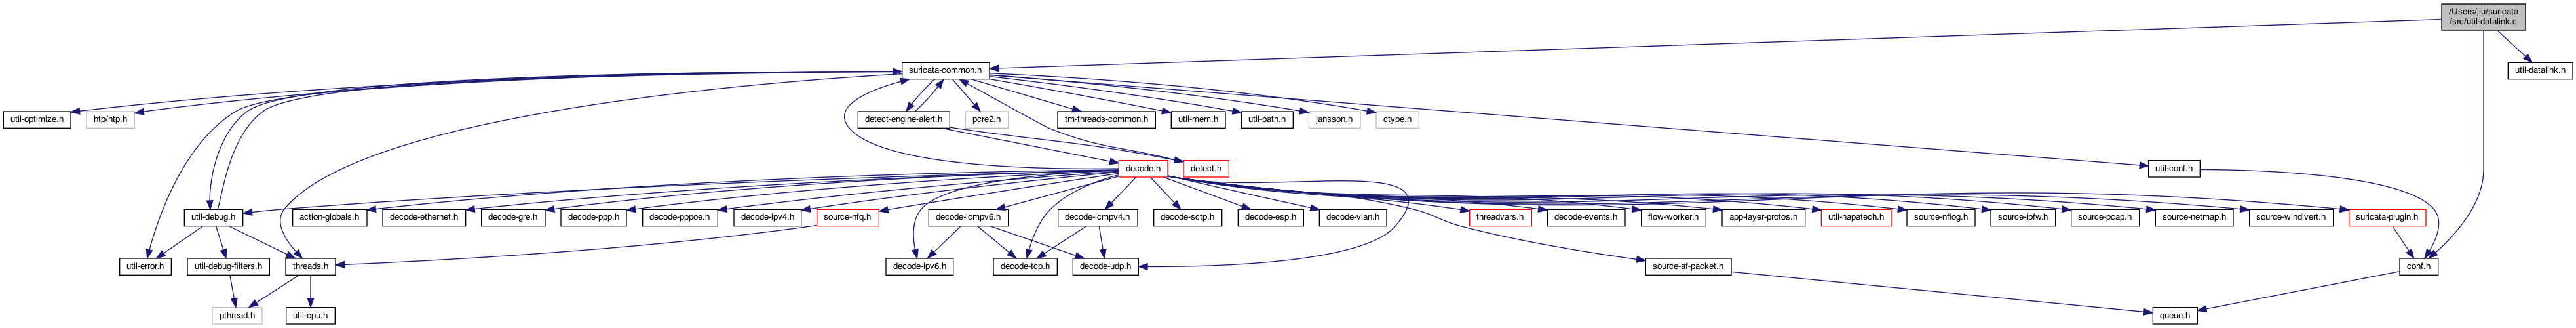 /Users/jlu/suricata
/src/util-datalink.c
suricata-common.h
util-datalink.h
util-optimize.h
htp/htp.h
detect-engine-alert.h
pcre2.h
tm-threads-common.h
util-mem.h
util-path.h
jansson.h
ctype.h
decode.h
detect.h
util-conf.h
util-debug.h
action-globals.h
decode-ethernet.h
decode-gre.h
decode-ppp.h
decode-pppoe.h
decode-ipv4.h
source-nfq.h
decode-icmpv6.h
decode-icmpv4.h
decode-sctp.h
decode-esp.h
decode-vlan.h
threadvars.h
decode-events.h
flow-worker.h
app-layer-protos.h
util-napatech.h
source-nflog.h
source-ipfw.h
source-pcap.h
source-netmap.h
source-windivert.h
suricata-plugin.h
util-error.h
util-debug-filters.h
threads.h
decode-ipv6.h
decode-tcp.h
decode-udp.h
source-af-packet.h
conf.h
pthread.h
util-cpu.h
queue.h